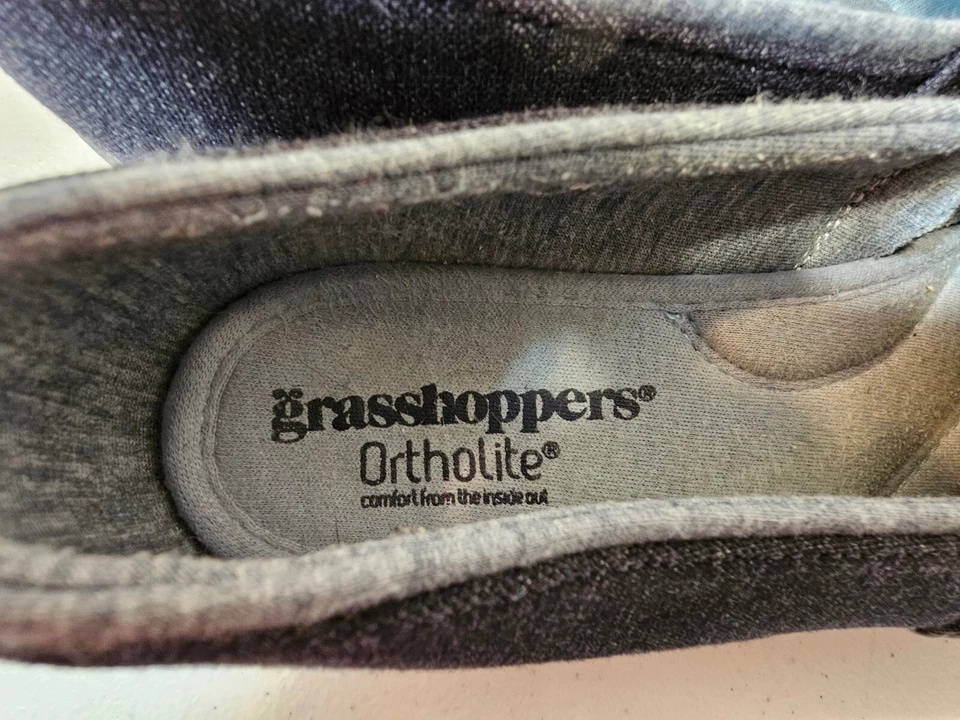 grasshoppers®
Ortholite®
comfort from the inside out